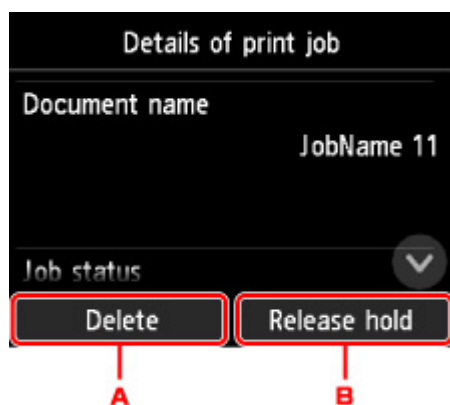 Details of print job
Document name
JobName 11
Job status
Delete
Release hold
A
B